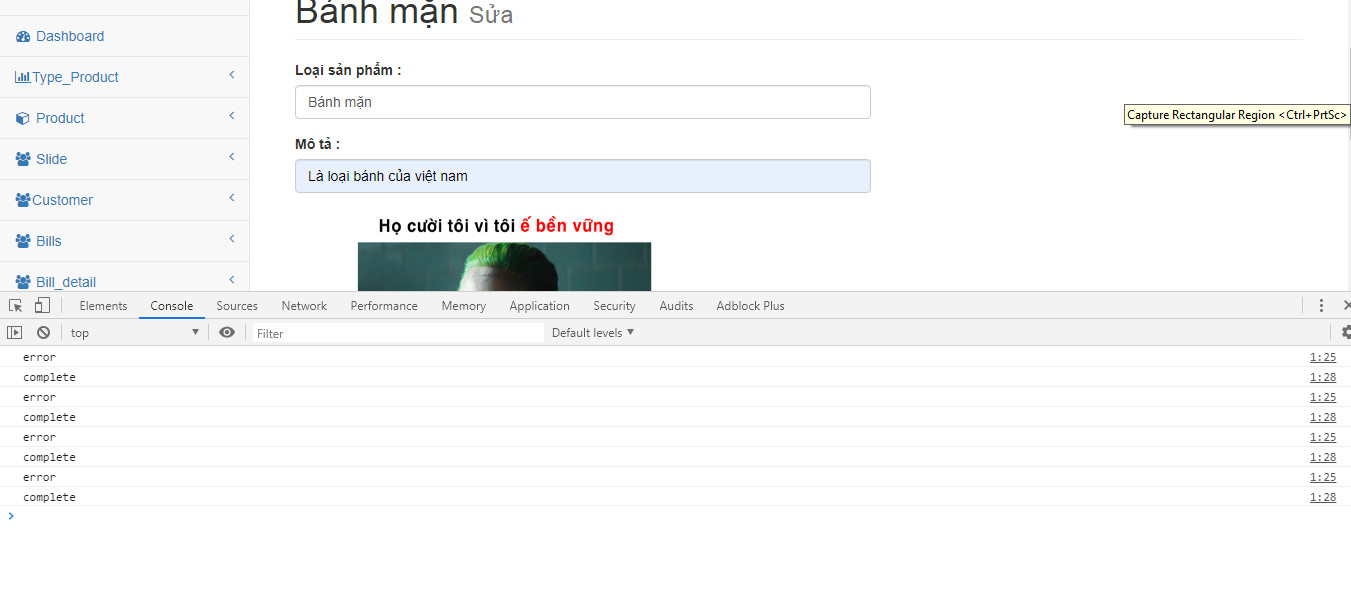 Bánh mặn Sửa
Dashboard
Type_Product
Product
Slide
Customer
Bills
Bill_detail
Loại sản phẩm :
Bánh mặn
Mô tả :
Là loại bánh của việt nam
Họ cười tôi vì tôi ế bền vững
Capture Rectangular Region <Ctrl+PrtSc>
Elements Console Sources Network Performance Memory Application Security Audits Adblock Plus
top Filter Default levels
error 1:25
complete 1:28
error 1:25
complete 1:28
error 1:25
complete 1:28
error 1:25
complete 1:28